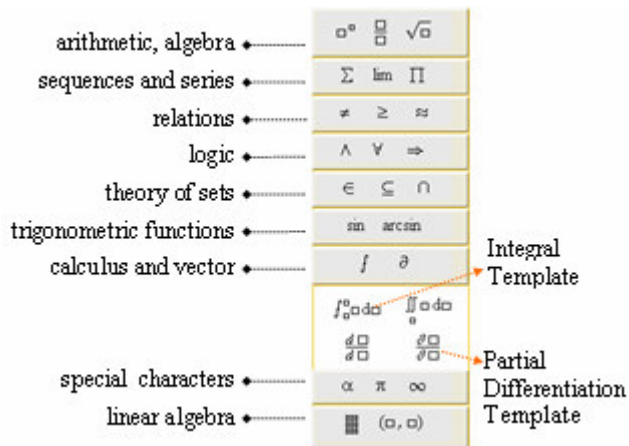 arithmetic, algebra □° □/□ √□
sequences and series Σ lim Π
relations ≠ ≥ ≈
logic ∧ ∀ ⇒
theory of sets ∈ ⊆ ∩
trigonometric functions sin arcsin
calculus and vector ∫ ∂
Integral
Template
∫□□ □ d□ ∬□ □ d□
d□/d□ ∂□/∂□
Partial
Differentiation
Template
special characters α π ∞
linear algebra (□, □)